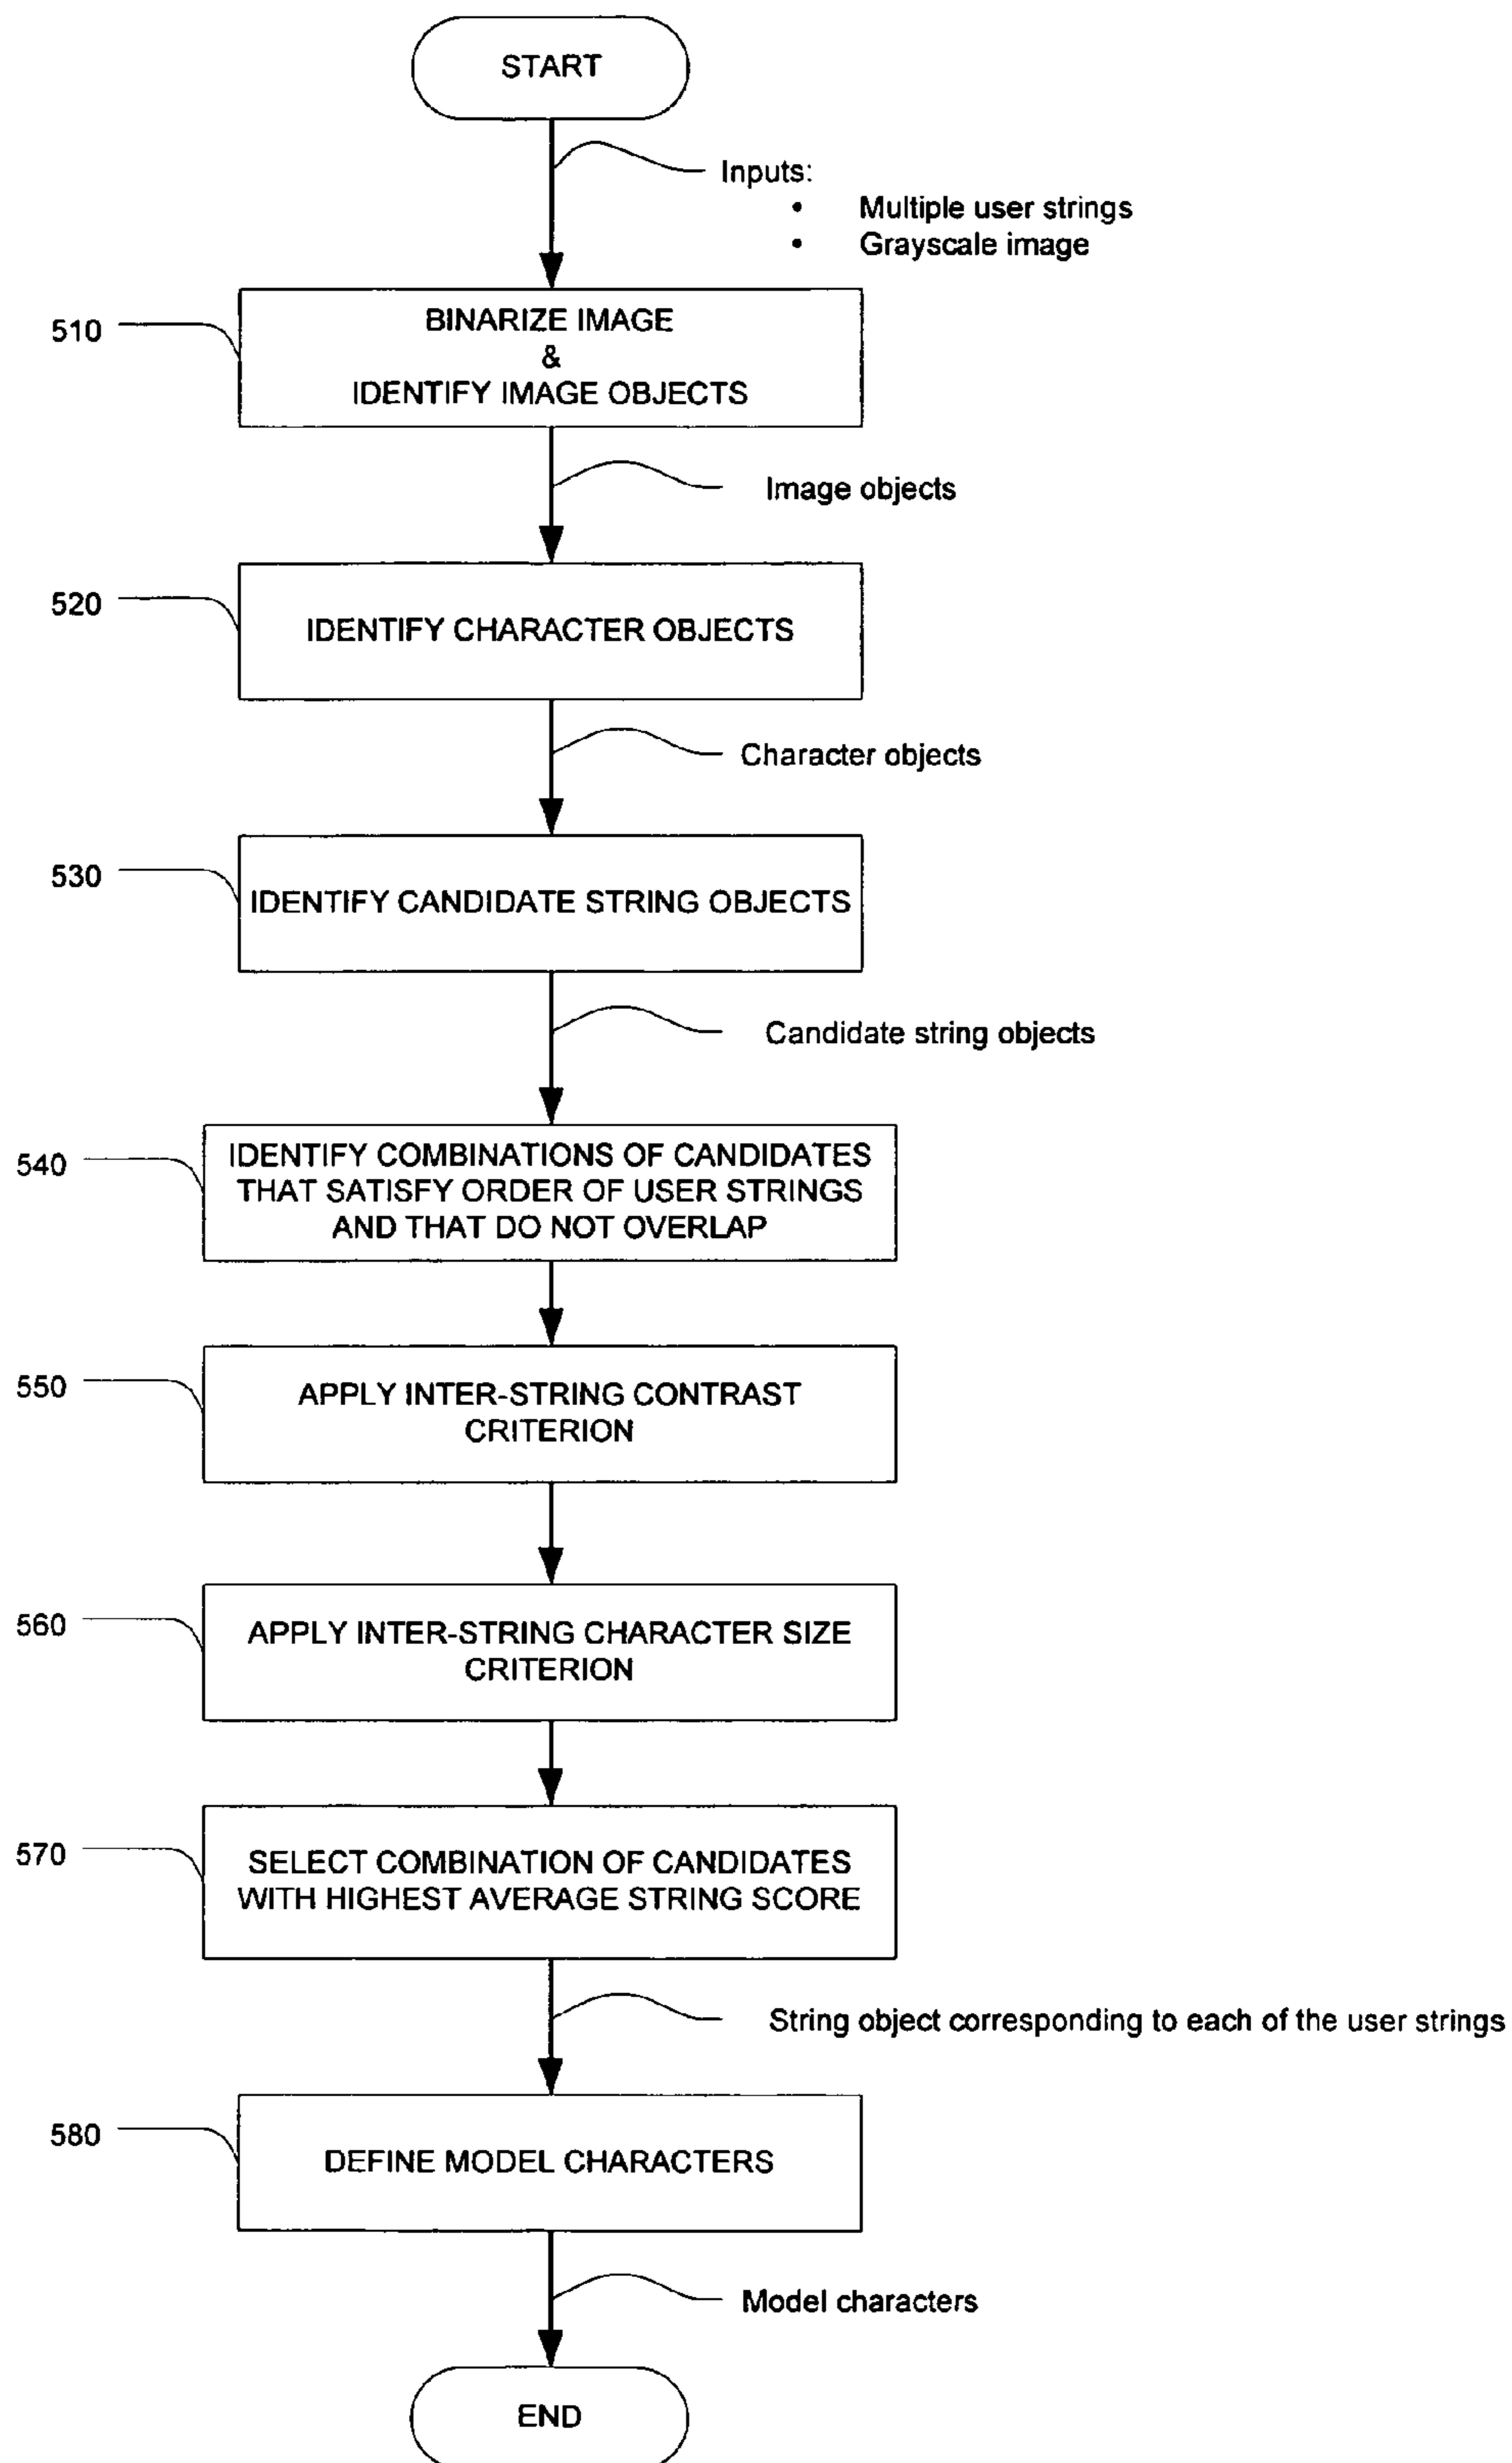 START
Inputs:
• Multiple user strings
• Grayscale image
510
BINARIZE IMAGE
&
IDENTIFY IMAGE OBJECTS
Image objects
520
IDENTIFY CHARACTER OBJECTS
Character objects
530
IDENTIFY CANDIDATE STRING OBJECTS
Candidate string objects
540
IDENTIFY COMBINATIONS OF CANDIDATES
THAT SATISFY ORDER OF USER STRINGS
AND THAT DO NOT OVERLAP
550
APPLY INTER-STRING CONTRAST
CRITERION
560
APPLY INTER-STRING CHARACTER SIZE
CRITERION
570
SELECT COMBINATION OF CANDIDATES
WITH HIGHEST AVERAGE STRING SCORE
String object corresponding to each of the user strings
580
DEFINE MODEL CHARACTERS
Model characters
END